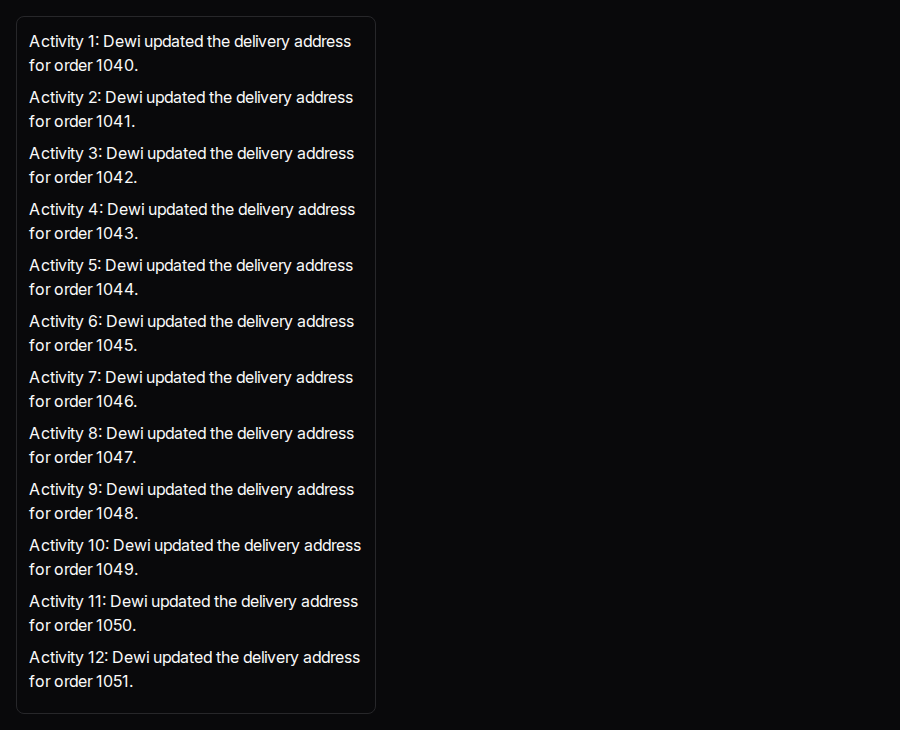 Activity 1: Dewi updated the delivery address
for order 1040.
Activity 2: Dewi updated the delivery address
for order 1041.
Activity 3: Dewi updated the delivery address
for order 1042.
Activity 4: Dewi updated the delivery address
for order 1043.
Activity 5: Dewi updated the delivery address
for order 1044.
Activity 6: Dewi updated the delivery address
for order 1045.
Activity 7: Dewi updated the delivery address
for order 1046.
Activity 8: Dewi updated the delivery address
for order 1047.
Activity 9: Dewi updated the delivery address
for order 1048.
Activity 10: Dewi updated the delivery address
for order 1049.
Activity 11: Dewi updated the delivery address
for order 1050.
Activity 12: Dewi updated the delivery address
for order 1051.